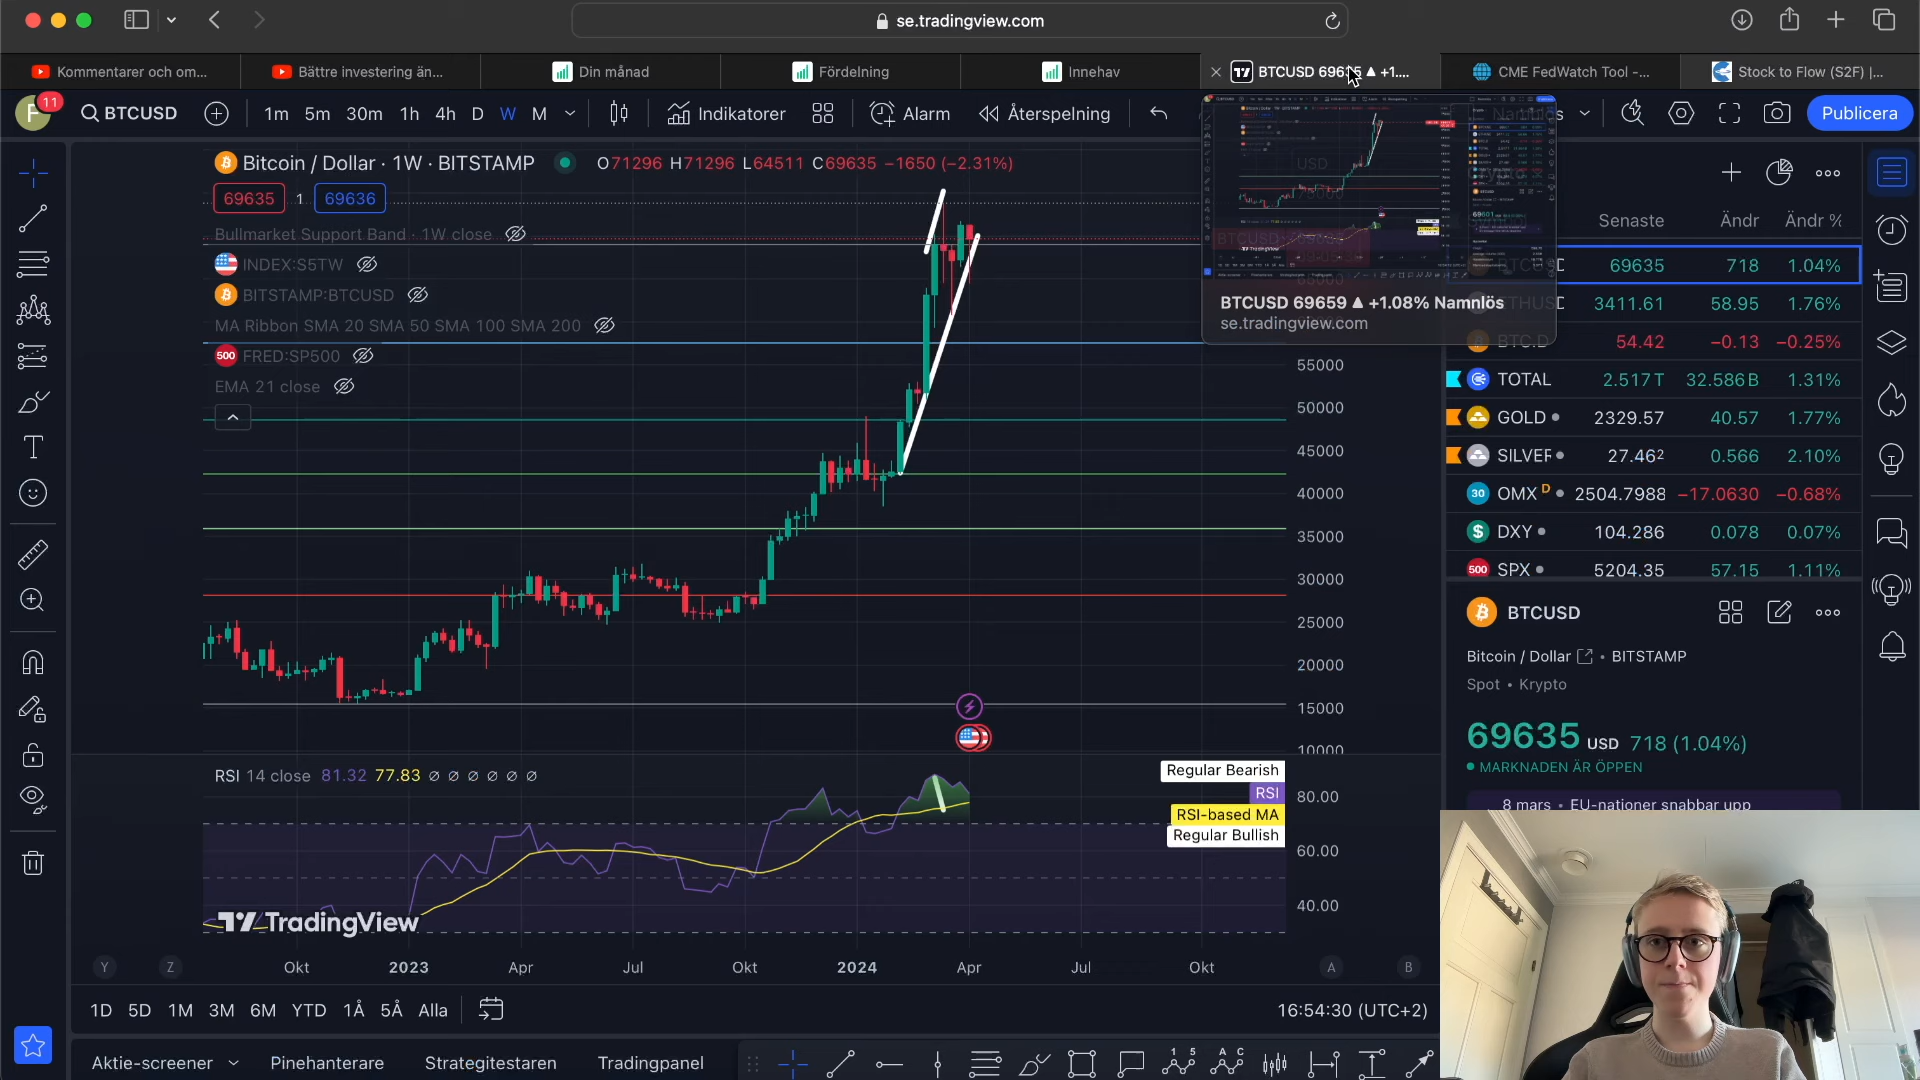 se.tradingview.com
Kommentarer och om...
Bättre investering än...
Din månad
Fördelning
Innehav
BTCUSD 69635 ▲ +1....
CME FedWatch Tool -...
Stock to Flow (S2F) |...
F 11
BTCUSD
1m 5m 30m 1h 4h D W M
Indikatorer
Alarm
Återspelning
Publicera
Bitcoin / Dollar · 1W · BITSTAMP
O71296 H71296 L64511 C69635 −1650 (−2.31%)
69635 1 69636
Bullmarket Support Band · 1W close
INDEX:S5TW
BITSTAMP:BTCUSD
MA Ribbon SMA 20 SMA 50 SMA 100 SMA 200
500 FRED:SP500
EMA 21 close
USD
BTCUSD 69659 ▲ +1.08% Namnlös
se.tradingview.com
55000
50000
45000
40000
35000
30000
25000
20000
15000
10000
Senaste Ändr Ändr %
69635 718 1.04%
3411.61 58.95 1.76%
BTC.D 54.42 −0.13 −0.25%
TOTAL 2.517T 32.586B 1.31%
GOLD 2329.57 40.57 1.77%
SILVER 27.462 0.566 2.10%
30 OMX D 2504.7988 −17.0630 −0.68%
DXY 104.286 0.078 0.07%
500 SPX 5204.35 57.15 1.11%
BTCUSD
Bitcoin / Dollar • BITSTAMP
Spot • Krypto
69635 USD 718 (1.04%)
MARKNADEN ÄR ÖPPEN
8 mars • EU-nationer snabbar upp
RSI 14 close 81.32 77.83 ∅ ∅ ∅ ∅ ∅ ∅
Regular Bearish
RSI
RSI-based MA
Regular Bullish
80.00
60.00
40.00
TradingView
Y Z Okt 2023 Apr Jul Okt 2024 Apr Jul Okt A B
1D 5D 1M 3M 6M YTD 1Å 5Å Alla
16:54:30 (UTC+2)
Aktie-screener
Pinehanterare
Strategitestaren
Tradingpanel